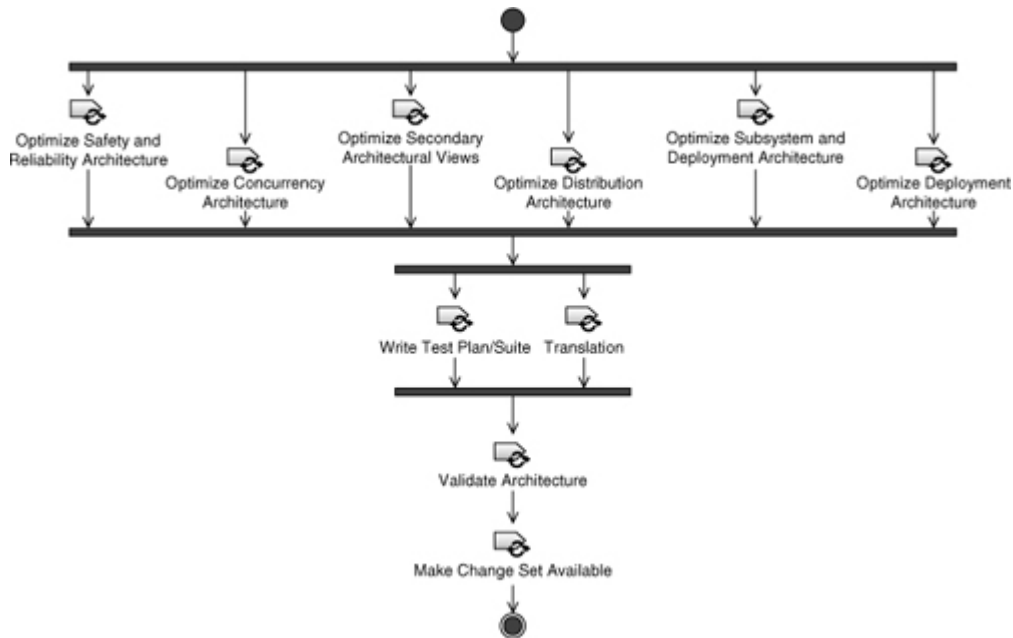 Optimize Safety and
Reliability Architecture
Optimize Concurrency
Architecture
Optimize Secondary
Architectural Views
Optimize Distribution
Architecture
Optimize Subsystem and
Deployment Architecture
Optimize Deployment
Architecture
Write Test Plan/Suite
Translation
Validate Architecture
Make Change Set Available